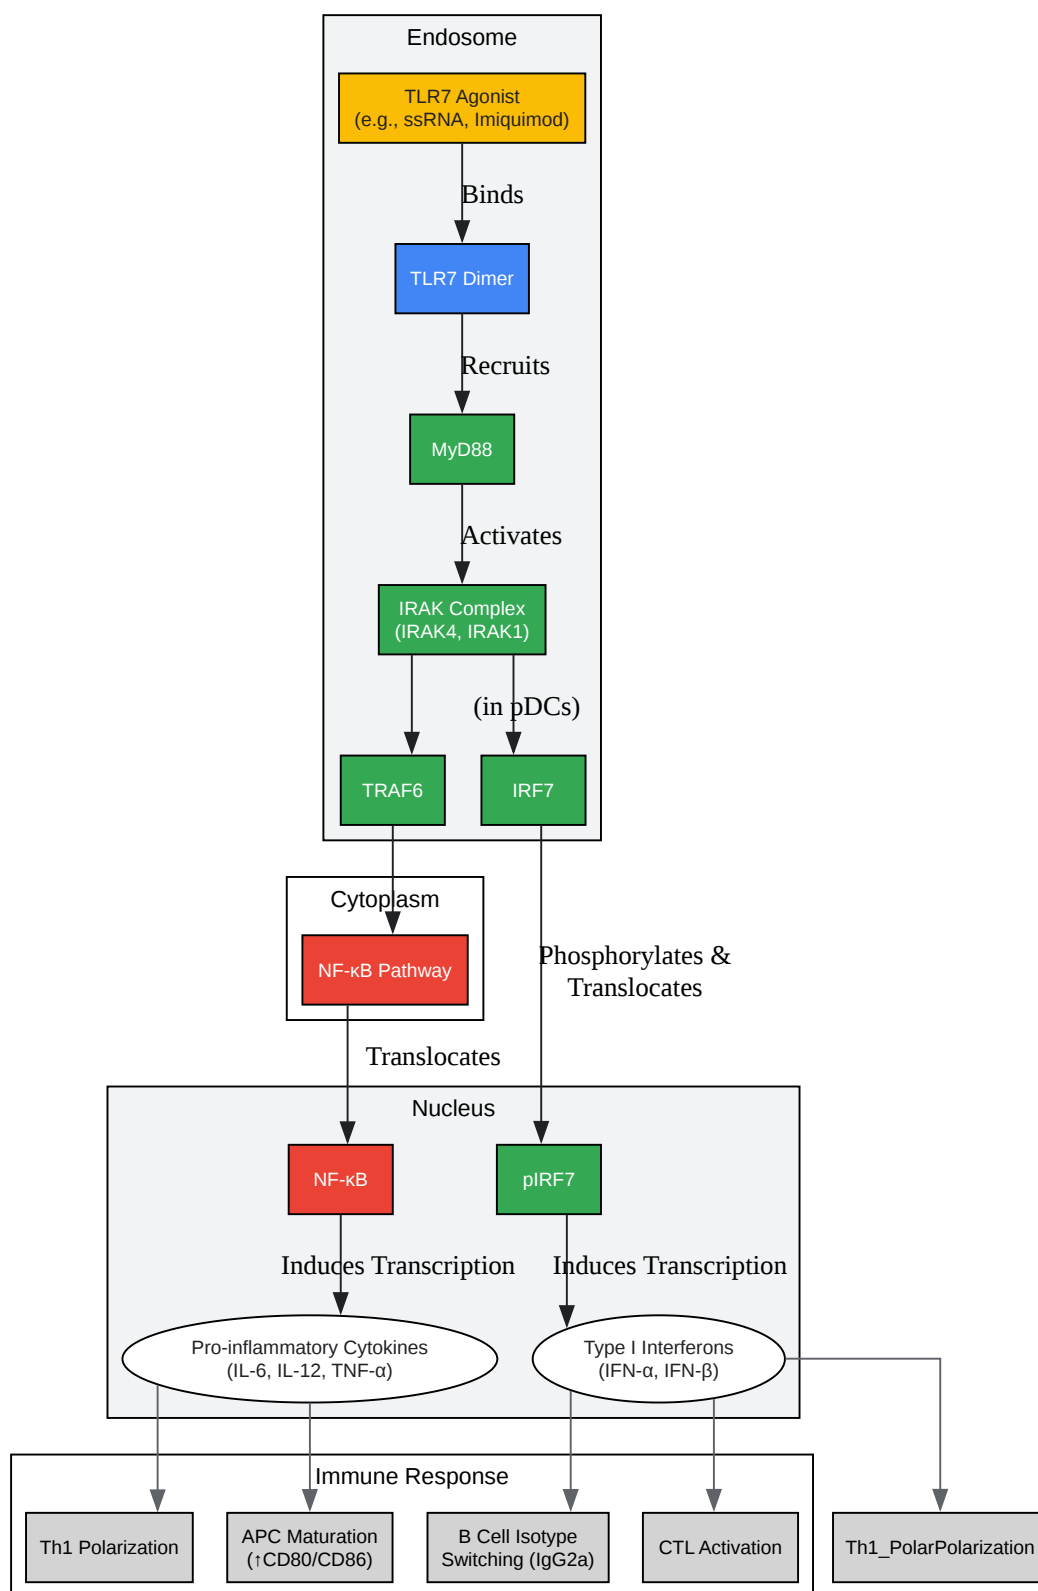 Endosome
TLR7 Agonist
(e.g., ssRNA, Imiquimod)
Binds
TLR7 Dimer
Recruits
MyD88
Activates
IRAK Complex
(IRAK4, IRAK1)
(in pDCs)
TRAF6
IRF7
Cytoplasm
NF-κB Pathway
Phosphorylates &
Translocates
Translocates
Nucleus
NF-κB
pIRF7
Induces Transcription
Induces Transcription
Pro-inflammatory Cytokines
(IL-6, IL-12, TNF-α)
Type I Interferons
(IFN-α, IFN-β)
Immune Response
Th1 Polarization
APC Maturation
(↑CD80/CD86)
B Cell Isotype
Switching (IgG2a)
CTL Activation
Th1_PolarPolarization